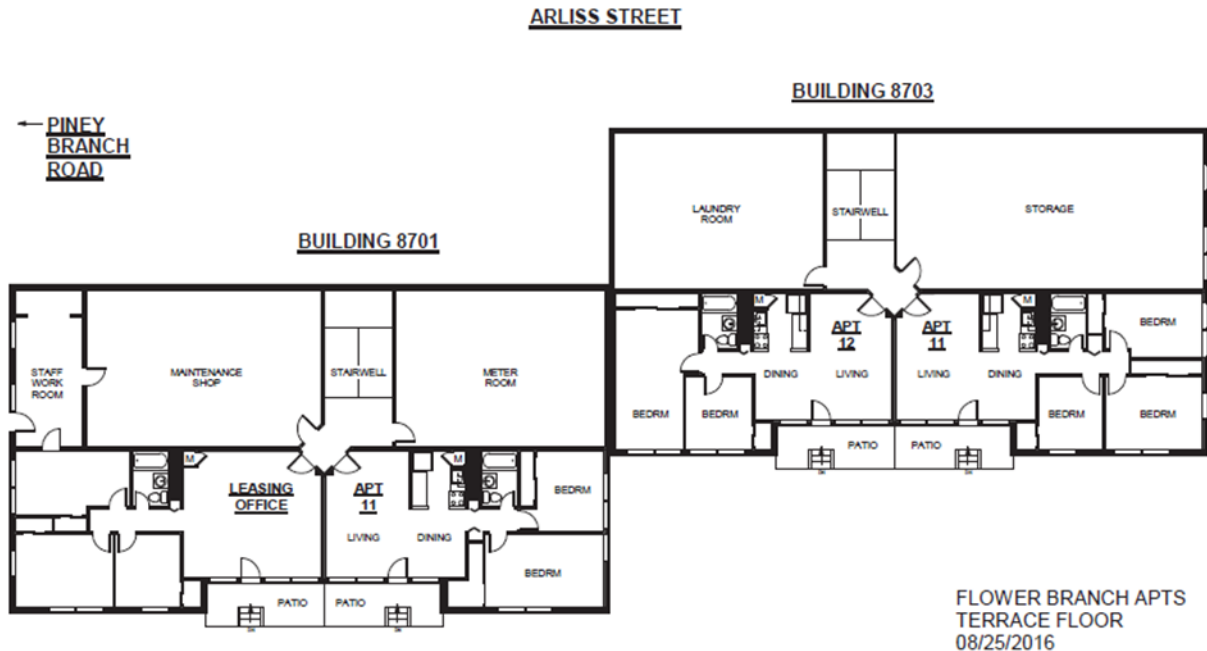 ARLISS STREET
BUILDING 8703
← PINEY
BRANCH
ROAD
BUILDING 8701
LAUNDRY
ROOM
STAIRWELL
STORAGE
M
M
APT
12
APT
11
BEDRM
DINING
LIVING
LIVING
DINING
BEDRM
BEDRM
BEDRM
BEDRM
PATIO
PATIO
STAFF
WORK
ROOM
MAINTENANCE
SHOP
STAIRWELL
METER
ROOM
M
M
LEASING
OFFICE
APT
11
BEDRM
LIVING
DINING
BEDRM
PATIO
PATIO
FLOWER BRANCH APTS
TERRACE FLOOR
08/25/2016